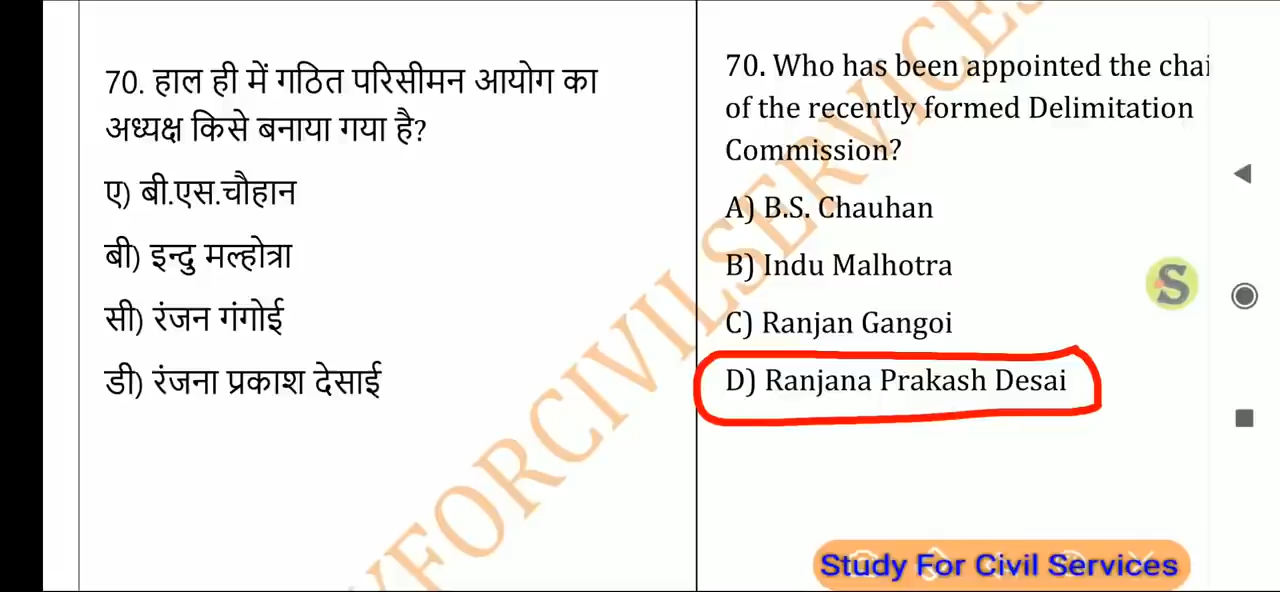 70. हाल ही में गठित परिसीमन आयोग का
अध्यक्ष किसे बनाया गया है?
ए) बी.एस.चौहान
बी) इन्दु मल्होत्रा
सी) रंजन गंगोई
डी) रंजना प्रकाश देसाई
70. Who has been appointed the chai
of the recently formed Delimitation
Commission?
A) B.S. Chauhan
B) Indu Malhotra
C) Ranjan Gangoi
D) Ranjana Prakash Desai
YFORCIVILSERVICES
S
Study For Civil Services